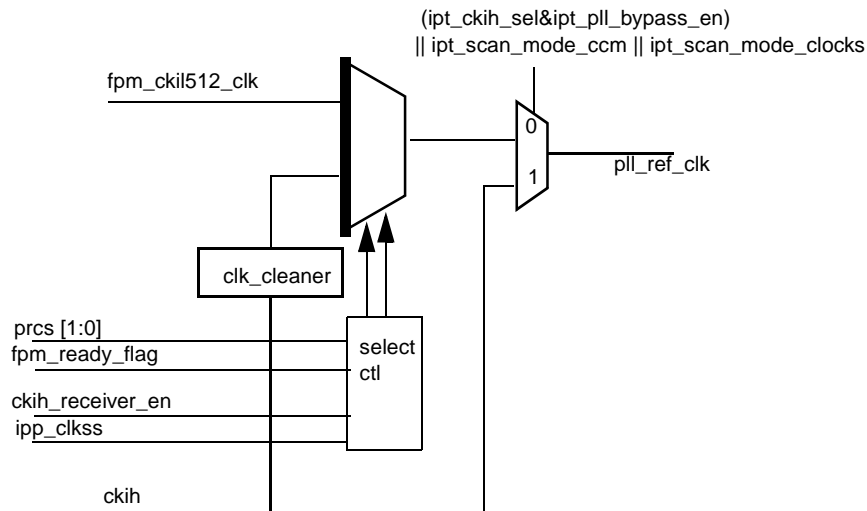 (ipt_ckih_sel&ipt_pll_bypass_en)
|| ipt_scan_mode_ccm || ipt_scan_mode_clocks
fpm_ckil512_clk
0
pll_ref_clk
1
clk_cleaner
prcs [1:0]
fpm_ready_flag
select
ctl
ckih_receiver_en
ipp_clkss
ckih